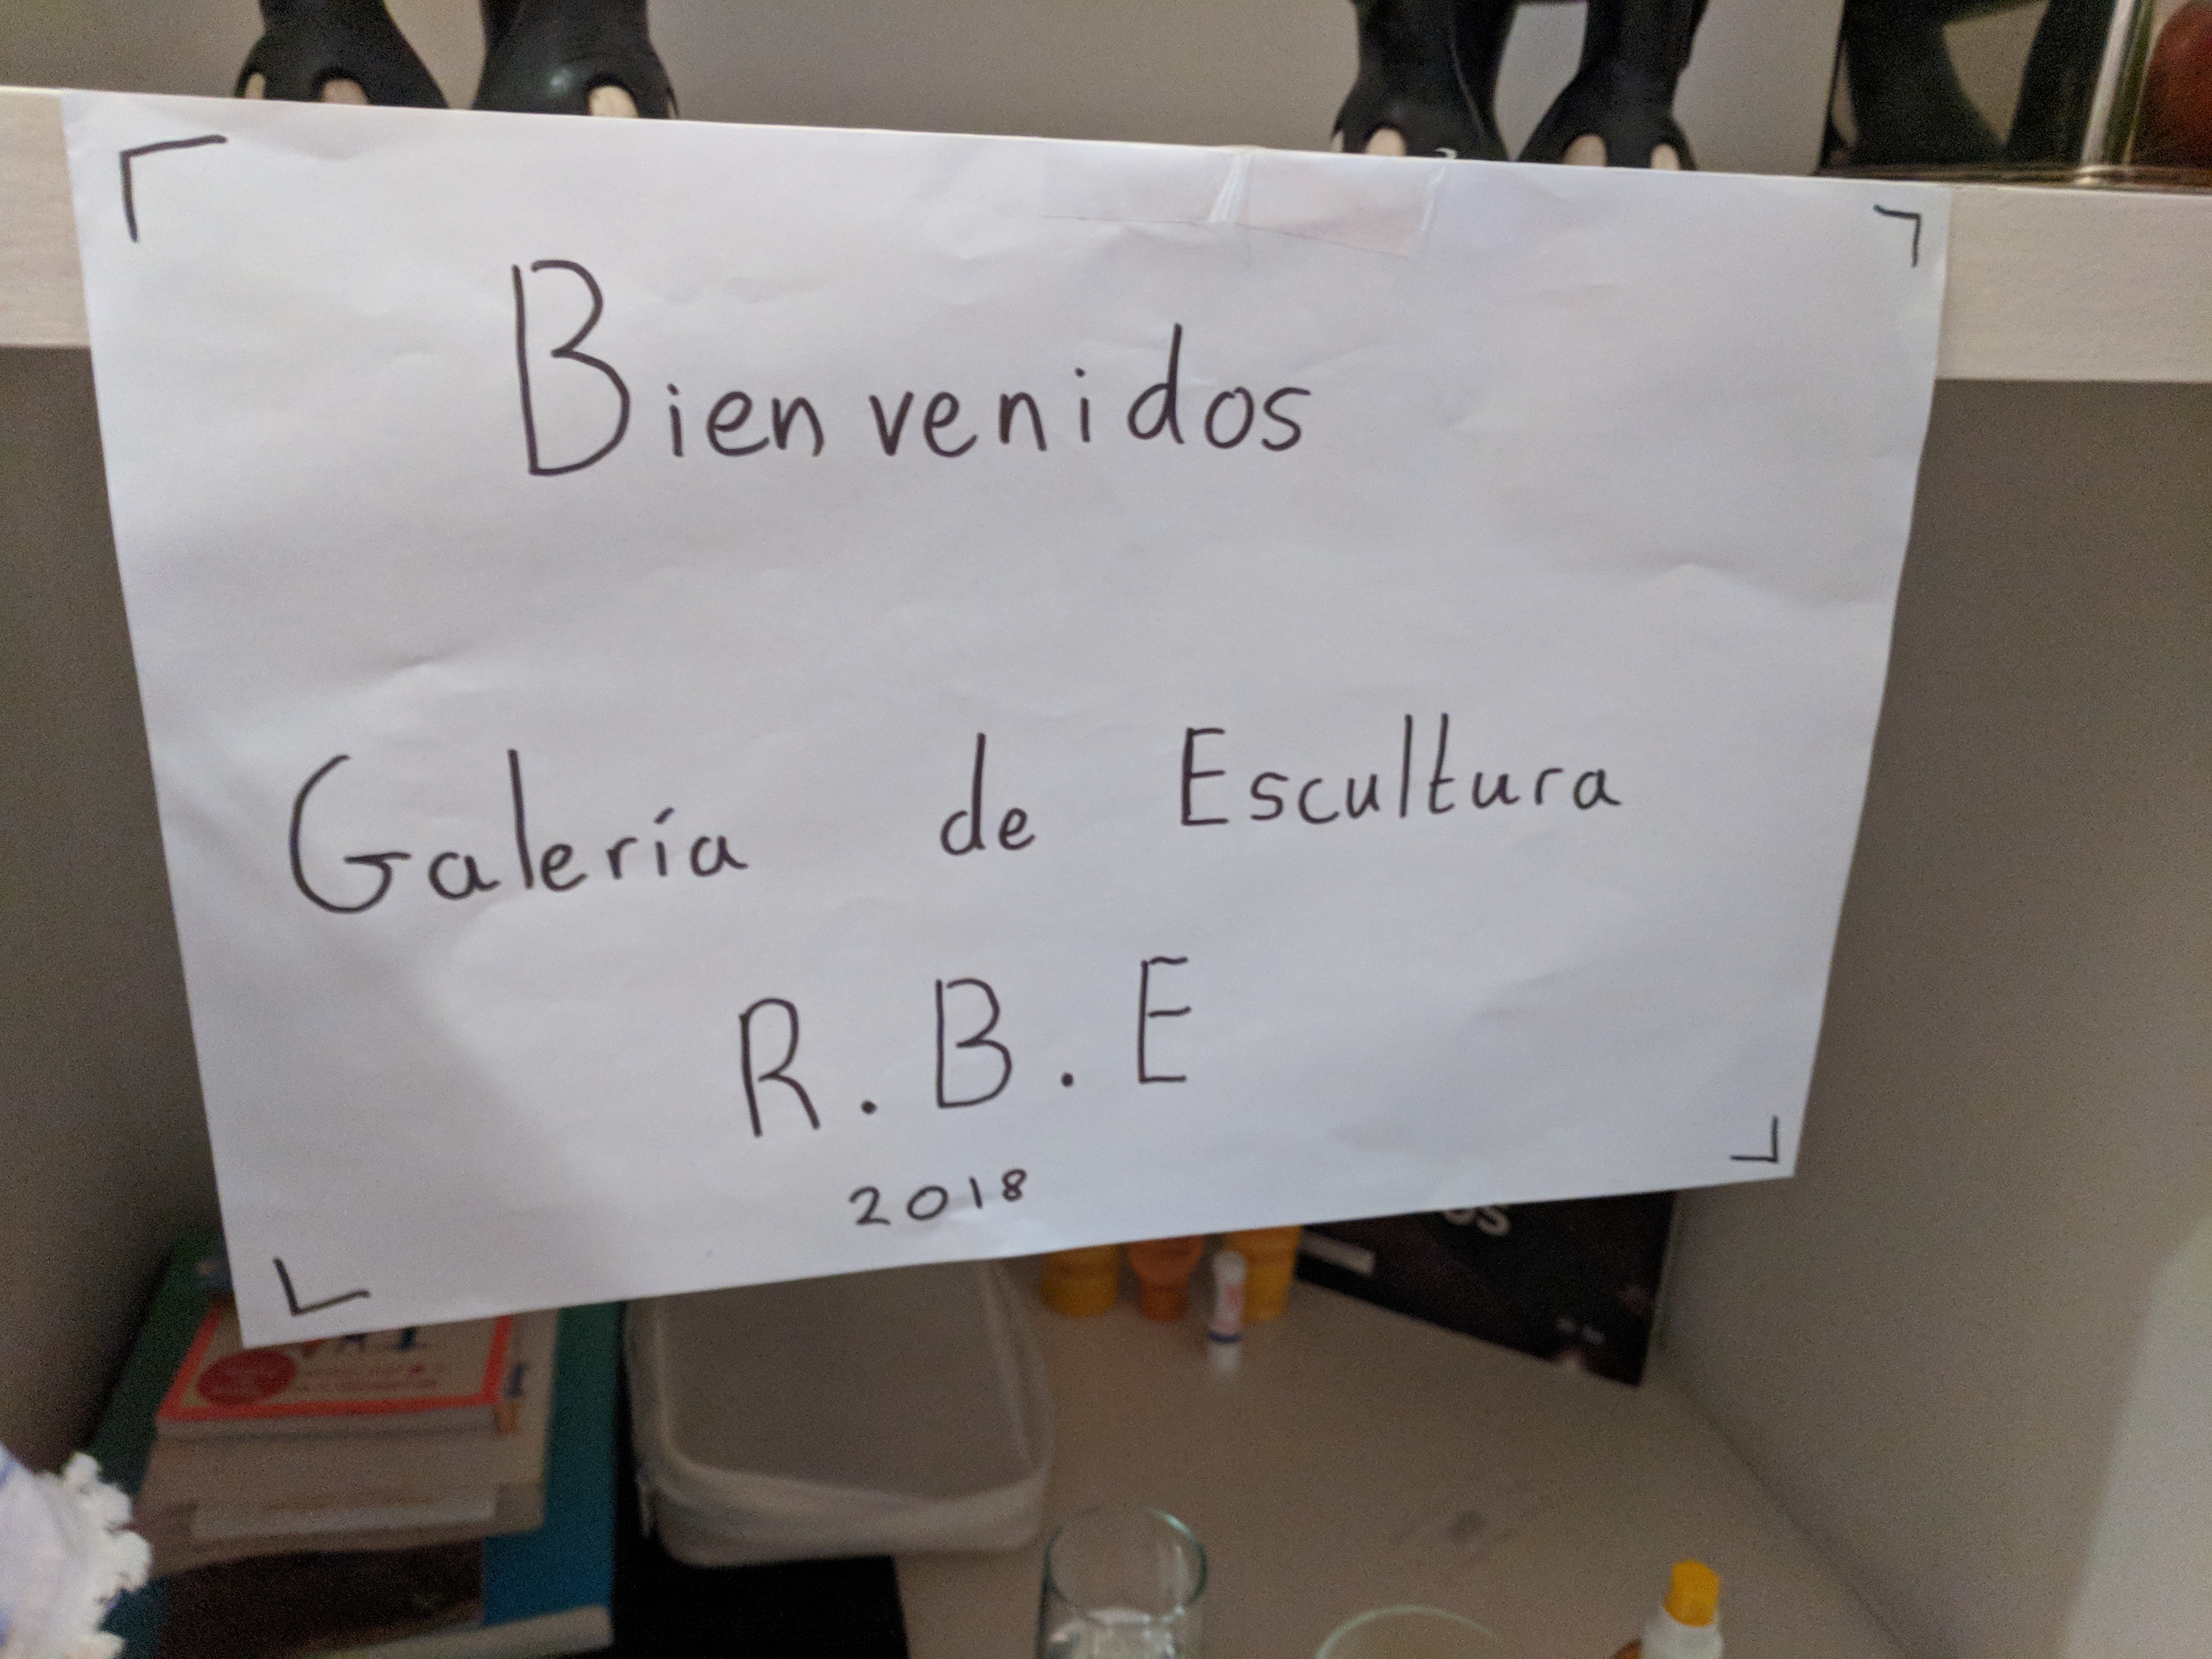 Bienvenidos
Galería de Escultura
R.B.E
2018